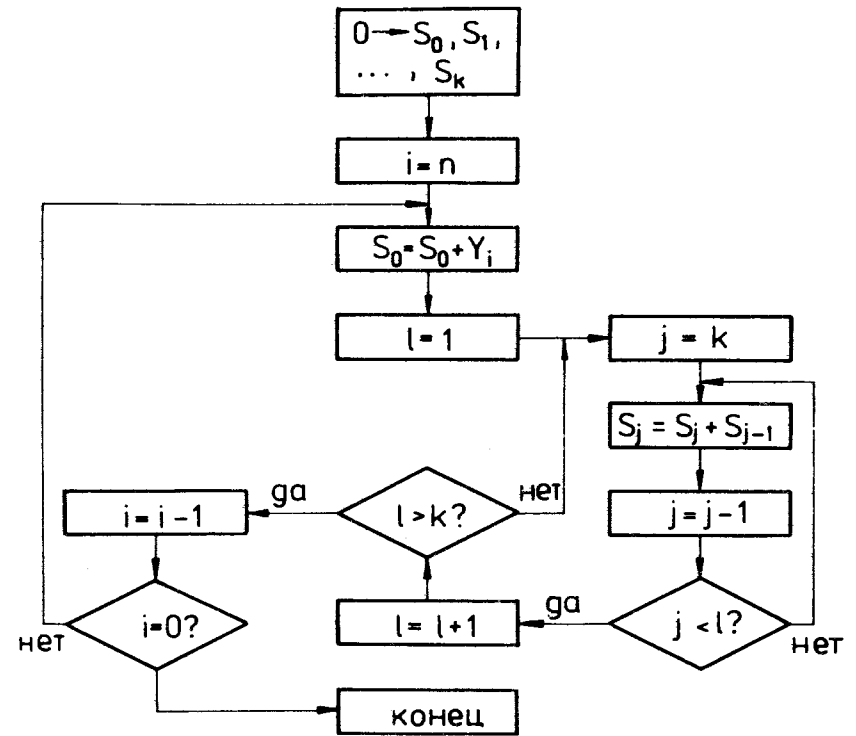 0→S₀, S₁,
..., Sₖ
i=n
S₀=S₀+Yᵢ
l=1
j = k
Sⱼ = Sⱼ + Sⱼ₋₁
j=j-1
j <l?
нет
да
l = l+1
l >k?
нет
да
i=i-1
i=0?
нет
конец